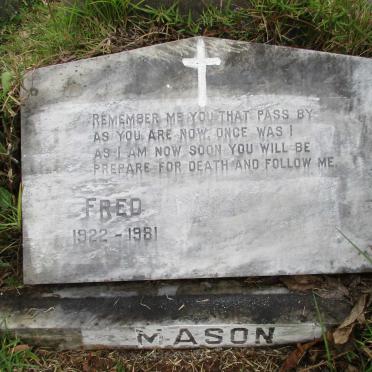 REMEMBER ME YOU THAT PASS BY
AS YOU ARE NOW, ONCE WAS I
AS I AM NOW SOON YOU WILL BE
PREPARE FOR DEATH AND FOLLOW ME.
FRED
1922 - 1981
MASON